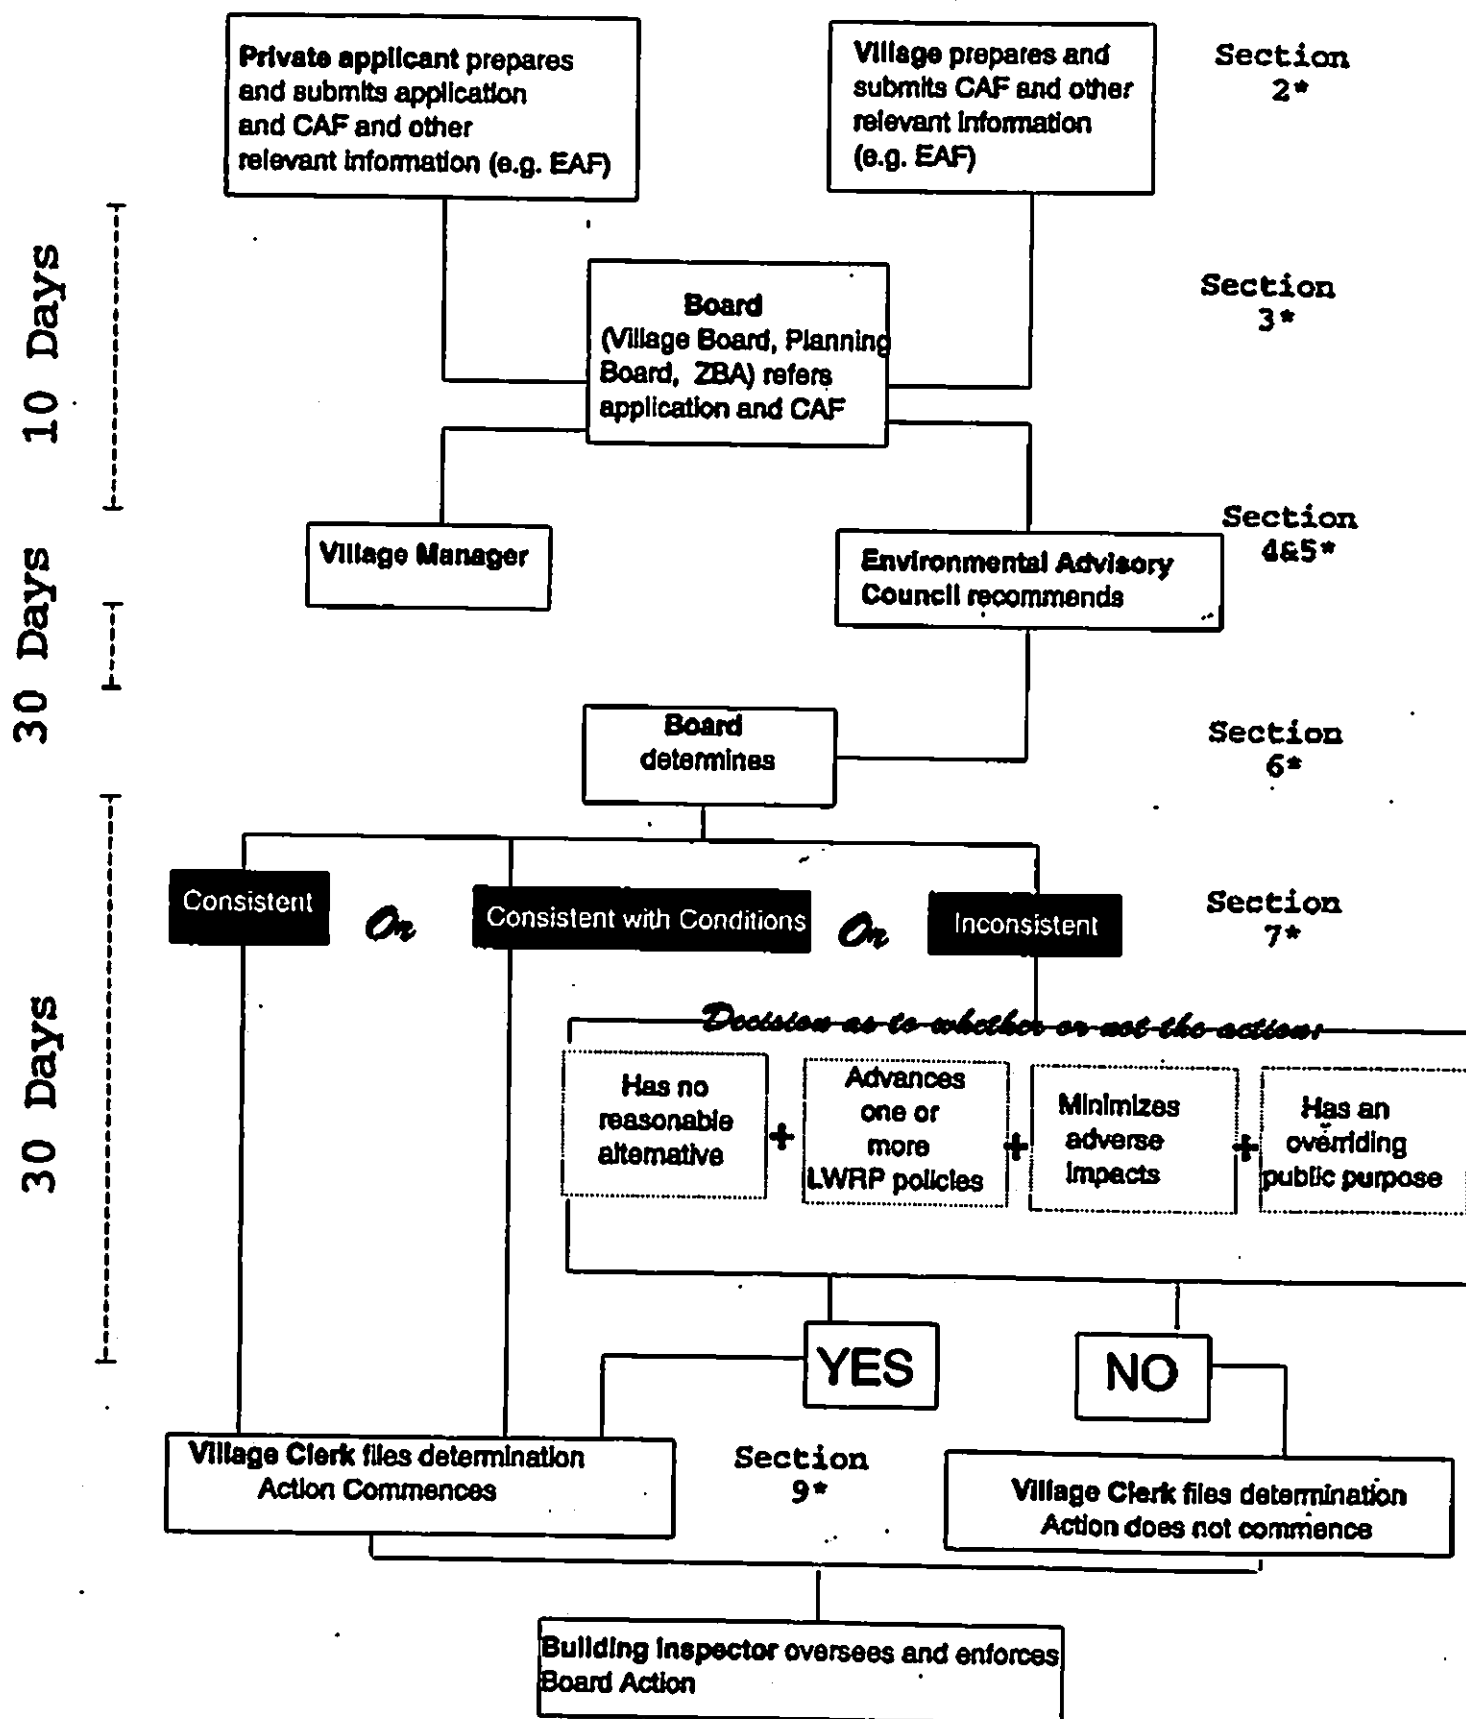 Private applicant prepares
and submits application
and CAF and other
relevant information (e.g. EAF)
Village prepares and
submits CAF and other
relevant information
(e.g. EAF)
Section
2*
10 Days
Board
(Village Board, Planning
Board, ZBA) refers
application and CAF
Section
3*
30 Days
Village Manager
Environmental Advisory
Council recommends
Section
4&5*
Board
determines
Section
6*
30 Days
Consistent
Or
Consistent with Conditions
Or
Inconsistent
Section
7*
Decision as to whether or not the action:
Has no
reasonable
alternative
+
Advances
one or
more
LWRP policies
+
Minimizes
adverse
impacts
+
Has an
overriding
public purpose
YES
NO
Village Clerk files determination
Action Commences
Section
9*
Village Clerk files determination
Action does not commence
Building Inspector oversees and enforces
Board Action